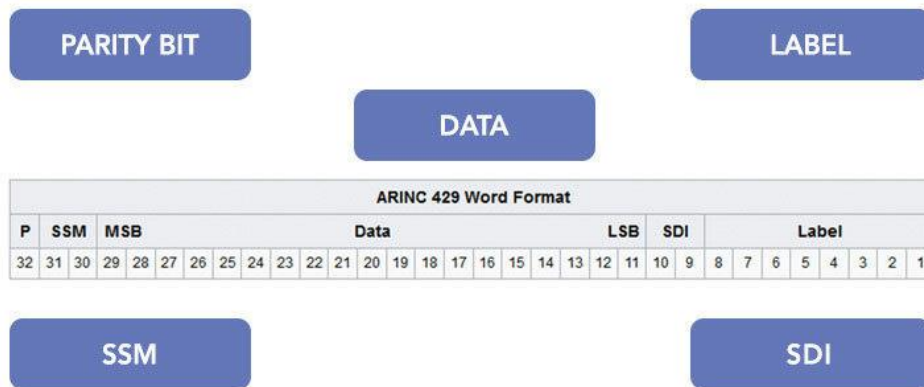 PARITY BIT LABEL
DATA
ARINC 429 Word Format
P SSM MSB Data LSB SDI Label
32 31 30 29 28 27 26 25 24 23 22 21 20 19 18 17 16 15 14 13 12 11 10 9 8 7 6 5 4 3 2 1
SSM SDI